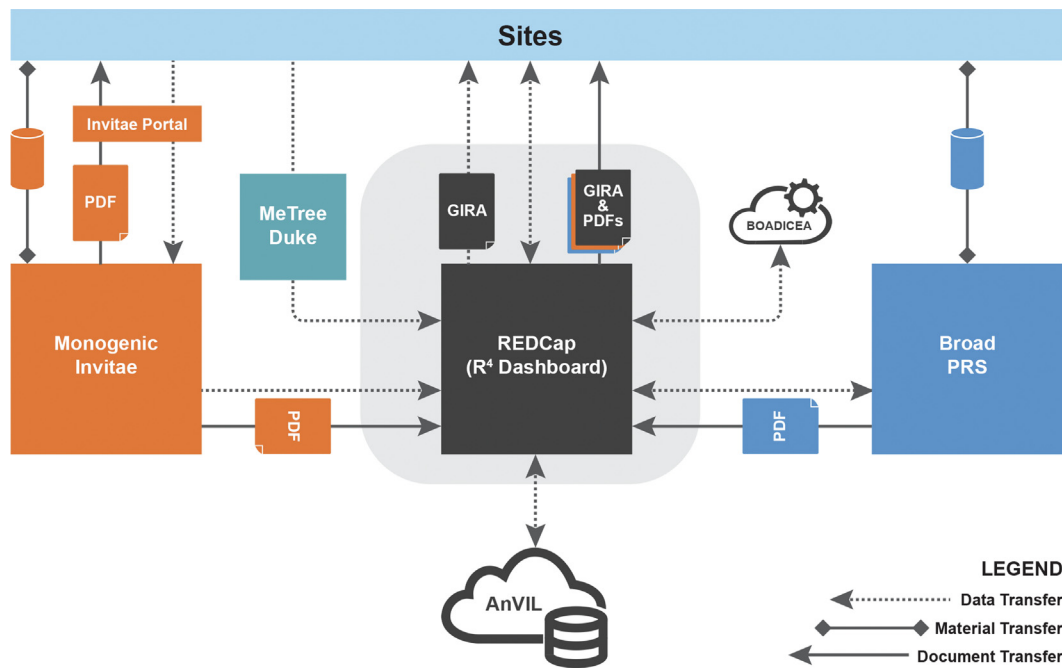 Sites
Invitae Portal
PDF
MeTree
Duke
GIRA
GIRA
&
PDFs
BOADICEA
Monogenic
Invitae
REDCap
(R⁴ Dashboard)
Broad
PRS
PDF
PDF
AnVIL
LEGEND
Data Transfer
Material Transfer
Document Transfer